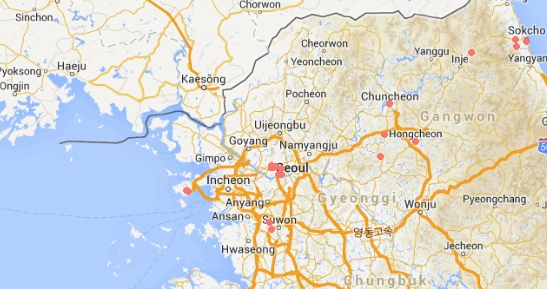 Chorwon
Sinchon
Sokcho
Cheorwon
Yanggu
Inje
Yangyan
Pyoksong
Haeju
Yeoncheon
Ongjin
Kaesŏng
Pocheon
Chuncheon
Gangwon
Uijeongbu
Hongcheon
Goyang
Namyangju
Gimpo
Seoul
Incheon
Gyeonggi
Anyang
Wonju
Pyeongchang
Ansan
Suwon
영동고속
Hwaseong
Jecheon
Chungbuk